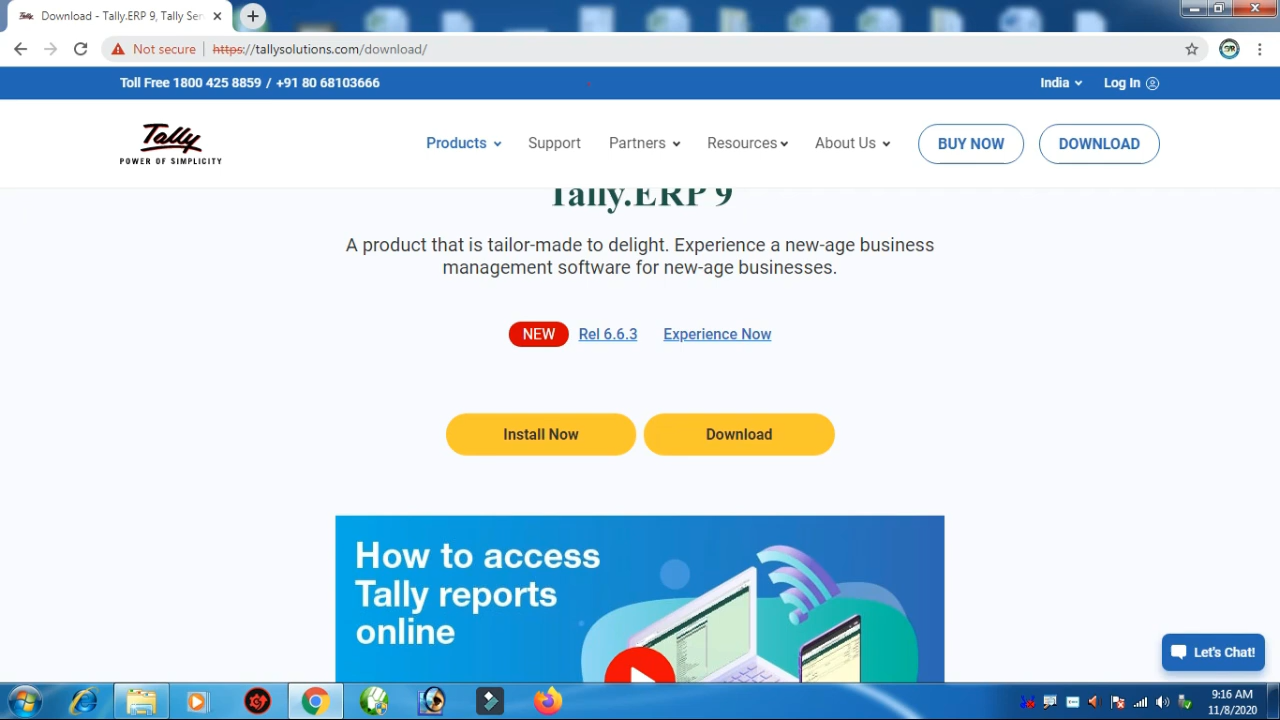 Download - Tally.ERP 9, Tally Ser
Not secure | https://tallysolutions.com/download/
Toll Free 1800 425 8859 / +91 80 68103666
India
Log In
Tally
POWER OF SIMPLICITY
Products
Support
Partners
Resources
About Us
BUY NOW
DOWNLOAD
Tally.ERP 9
A product that is tailor-made to delight. Experience a new-age business
management software for new-age businesses.
NEW Rel 6.6.3 Experience Now
Install Now
Download
How to access
Tally reports
online
Let's Chat!
9:16 AM
11/8/2020